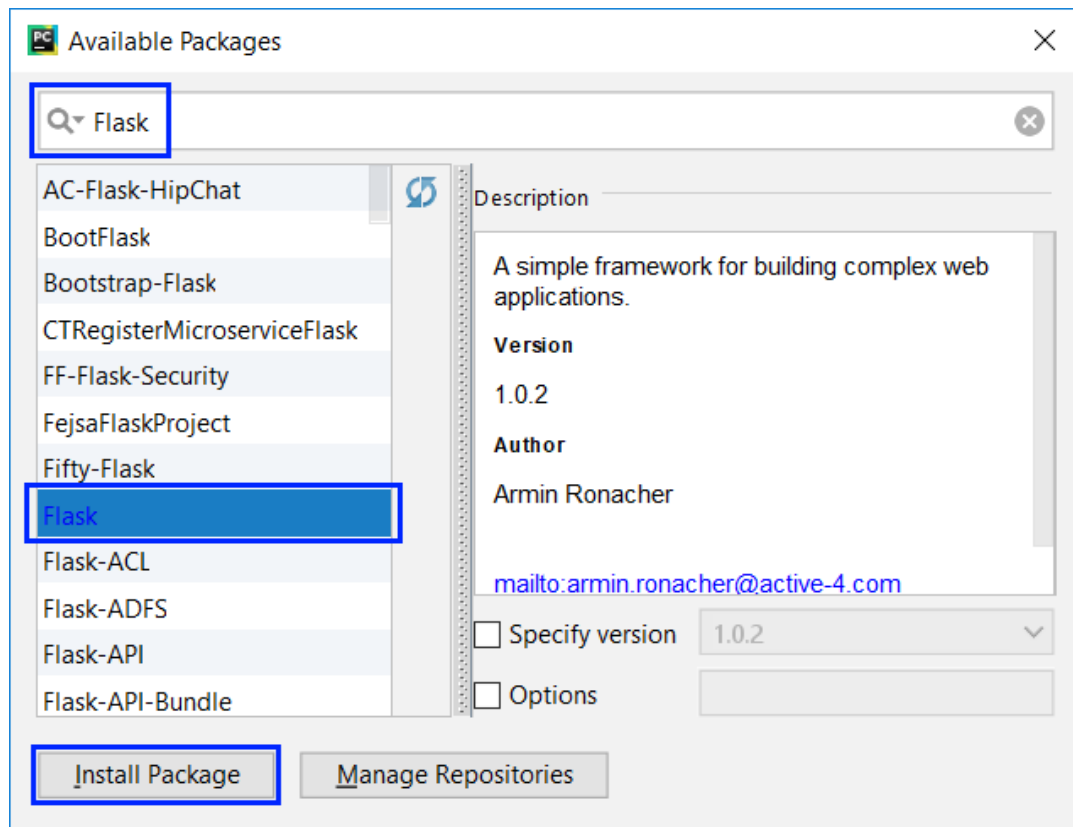 PC Available Packages
Flask
AC-Flask-HipChat
BootFlask
Bootstrap-Flask
CTRegisterMicroserviceFlask
FF-Flask-Security
FejsaFlaskProject
Fifty-Flask
Flask
Flask-ACL
Flask-ADFS
Flask-API
Flask-API-Bundle
Description
A simple framework for building complex web
applications.
Version
1.0.2
Author
Armin Ronacher
mailto:armin.ronacher@active-4.com
Specify version 1.0.2
Options
Install Package Manage Repositories